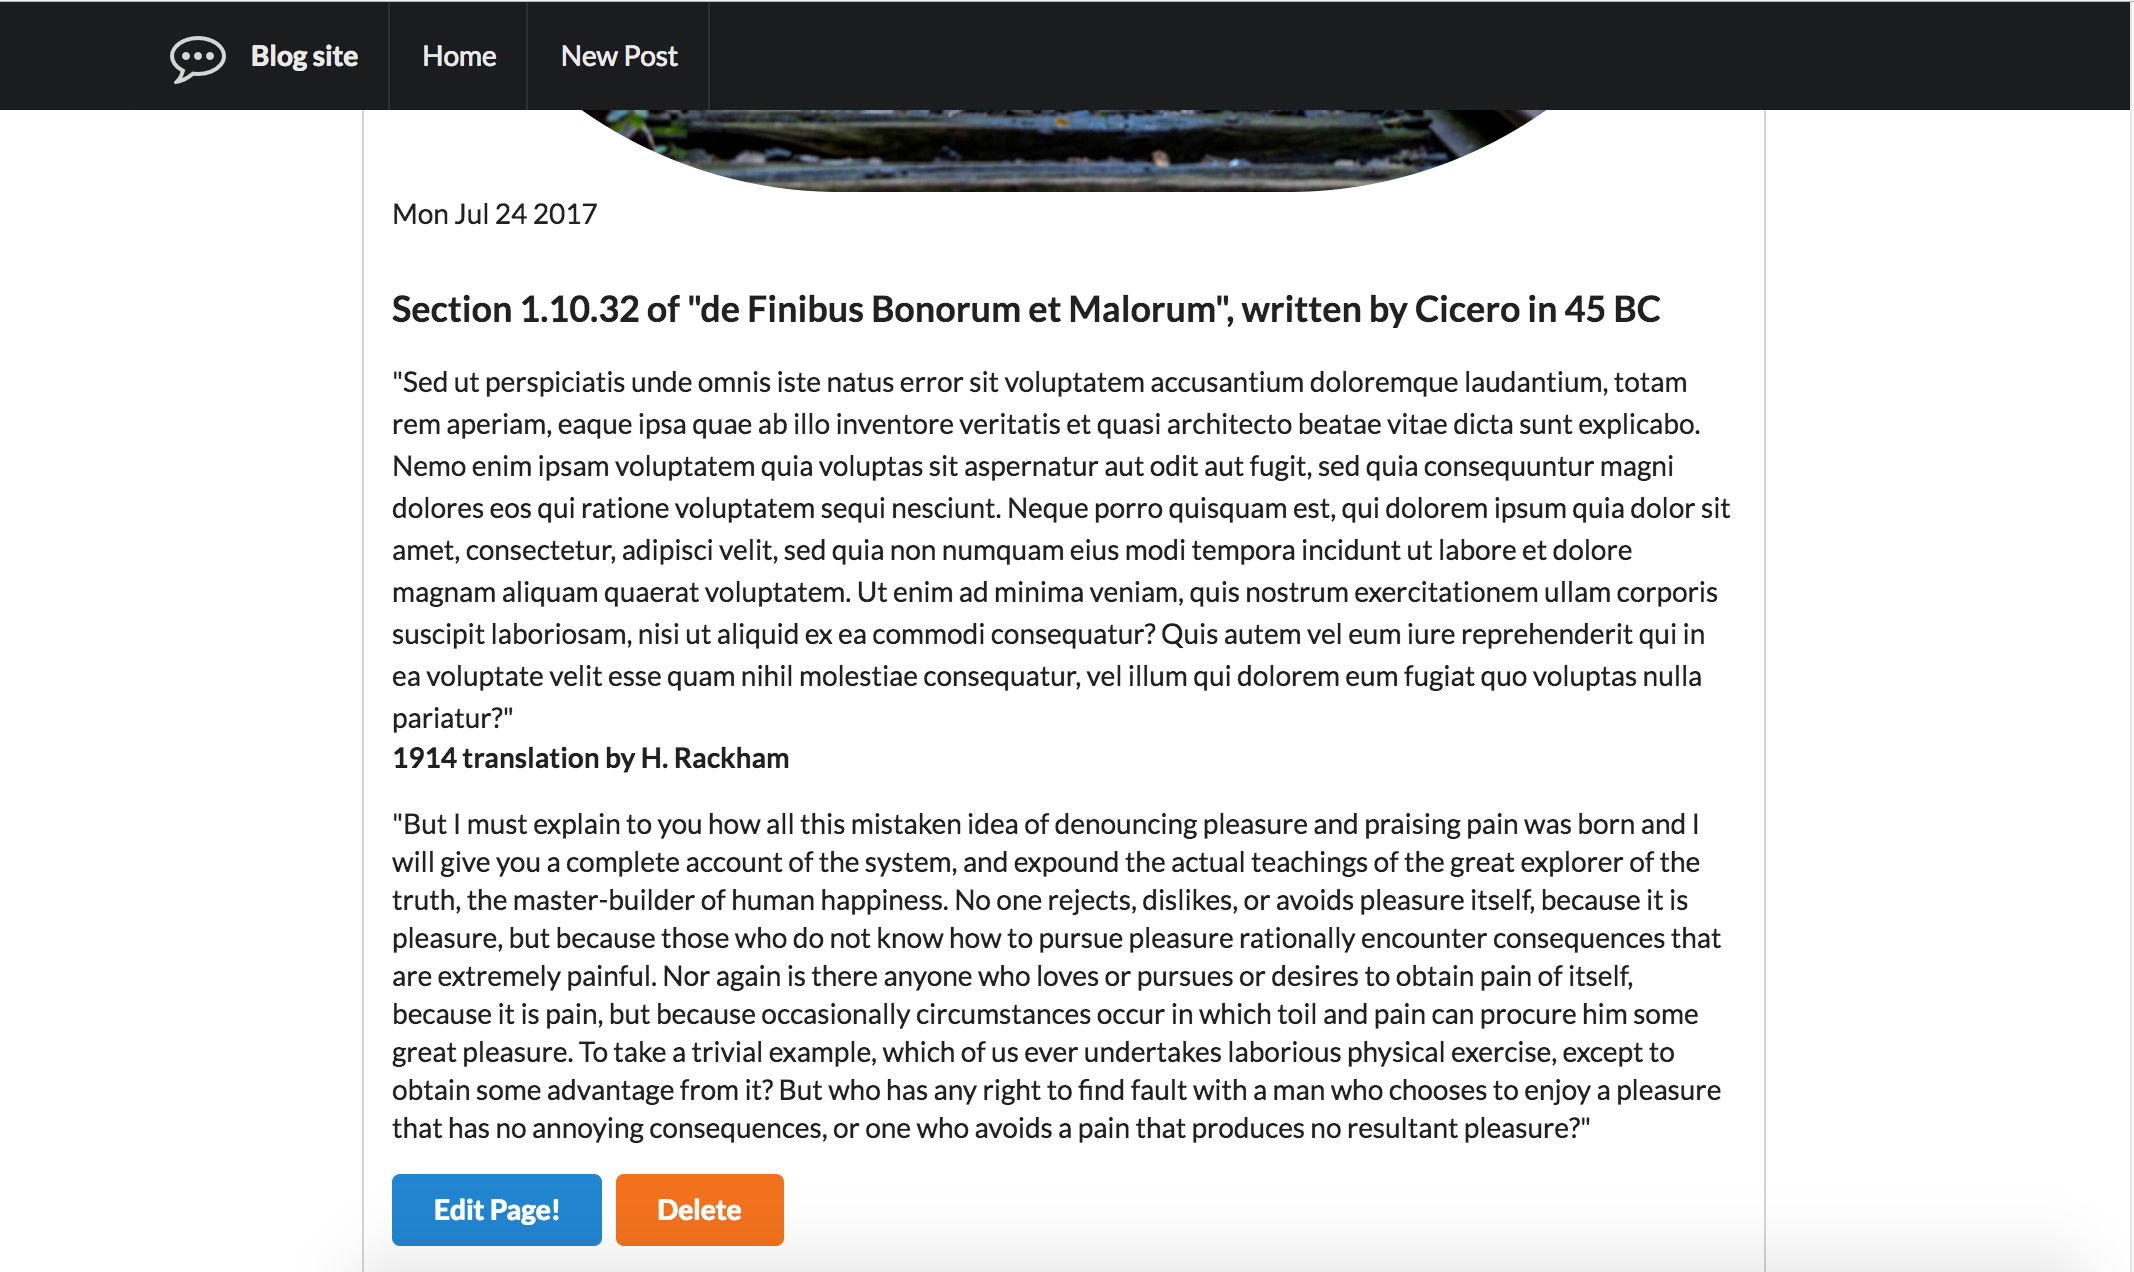 Blog site
Home
New Post
Mon Jul 24 2017
Section 1.10.32 of "de Finibus Bonorum et Malorum", written by Cicero in 45 BC
"Sed ut perspiciatis unde omnis iste natus error sit voluptatem accusantium doloremque laudantium, totam
rem aperiam, eaque ipsa quae ab illo inventore veritatis et quasi architecto beatae vitae dicta sunt explicabo.
Nemo enim ipsam voluptatem quia voluptas sit aspernatur aut odit aut fugit, sed quia consequuntur magni
dolores eos qui ratione voluptatem sequi nesciunt. Neque porro quisquam est, qui dolorem ipsum quia dolor sit
amet, consectetur, adipisci velit, sed quia non numquam eius modi tempora incidunt ut labore et dolore
magnam aliquam quaerat voluptatem. Ut enim ad minima veniam, quis nostrum exercitationem ullam corporis
suscipit laboriosam, nisi ut aliquid ex ea commodi consequatur? Quis autem vel eum iure reprehenderit qui in
ea voluptate velit esse quam nihil molestiae consequatur, vel illum qui dolorem eum fugiat quo voluptas nulla
pariatur?"
1914 translation by H. Rackham
"But I must explain to you how all this mistaken idea of denouncing pleasure and praising pain was born and I
will give you a complete account of the system, and expound the actual teachings of the great explorer of the
truth, the master-builder of human happiness. No one rejects, dislikes, or avoids pleasure itself, because it is
pleasure, but because those who do not know how to pursue pleasure rationally encounter consequences that
are extremely painful. Nor again is there anyone who loves or pursues or desires to obtain pain of itself,
because it is pain, but because occasionally circumstances occur in which toil and pain can procure him some
great pleasure. To take a trivial example, which of us ever undertakes laborious physical exercise, except to
obtain some advantage from it? But who has any right to find fault with a man who chooses to enjoy a pleasure
that has no annoying consequences, or one who avoids a pain that produces no resultant pleasure?"
Edit Page!
Delete